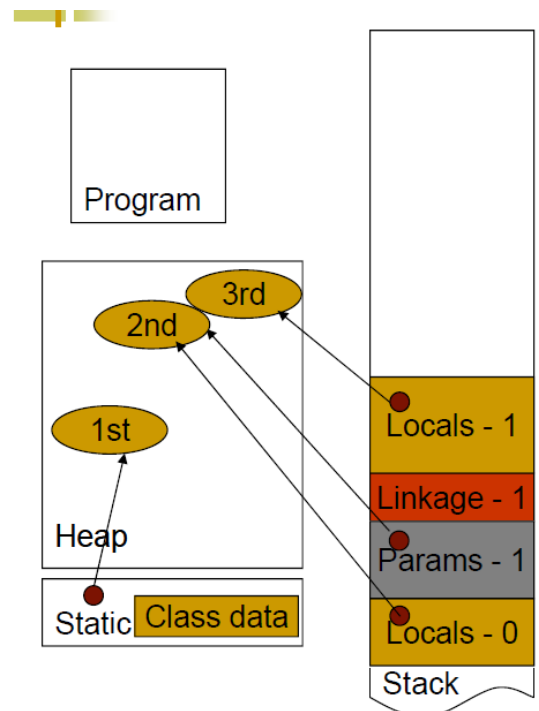 Program
3rd
2nd
1st
Heap
Static
Class data
Locals - 1
Linkage - 1
Params - 1
Locals - 0
Stack